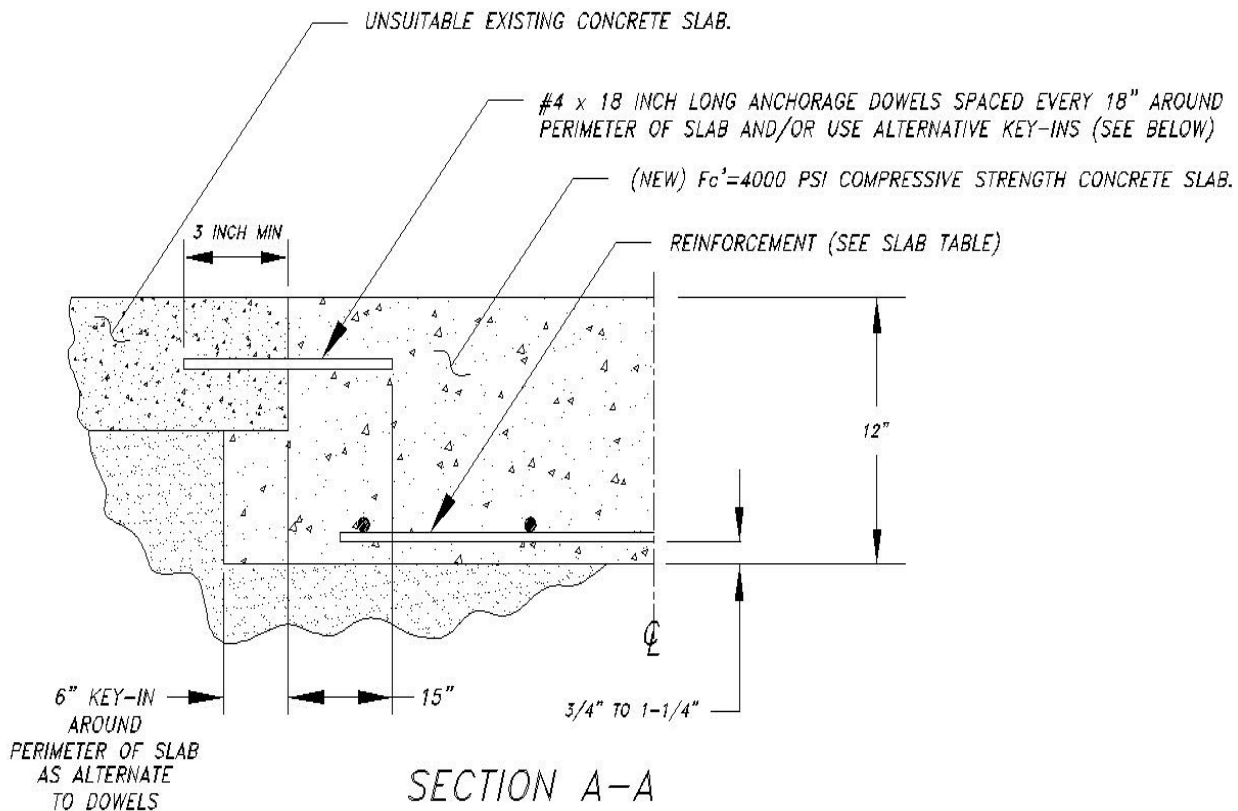 UNSUITABLE EXISTING CONCRETE SLAB.
#4 x 18 INCH LONG ANCHORAGE DOWELS SPACED EVERY 18" AROUND
PERIMETER OF SLAB AND/OR USE ALTERNATIVE KEY-INS (SEE BELOW)
(NEW) Fc'=4000 PSI COMPRESSIVE STRENGTH CONCRETE SLAB.
3 INCH MIN
REINFORCEMENT (SEE SLAB TABLE)
12"
℄
6" KEY-IN
AROUND
PERIMETER OF SLAB
AS ALTERNATE
TO DOWELS
15"
3/4" TO 1-1/4"
SECTION A-A